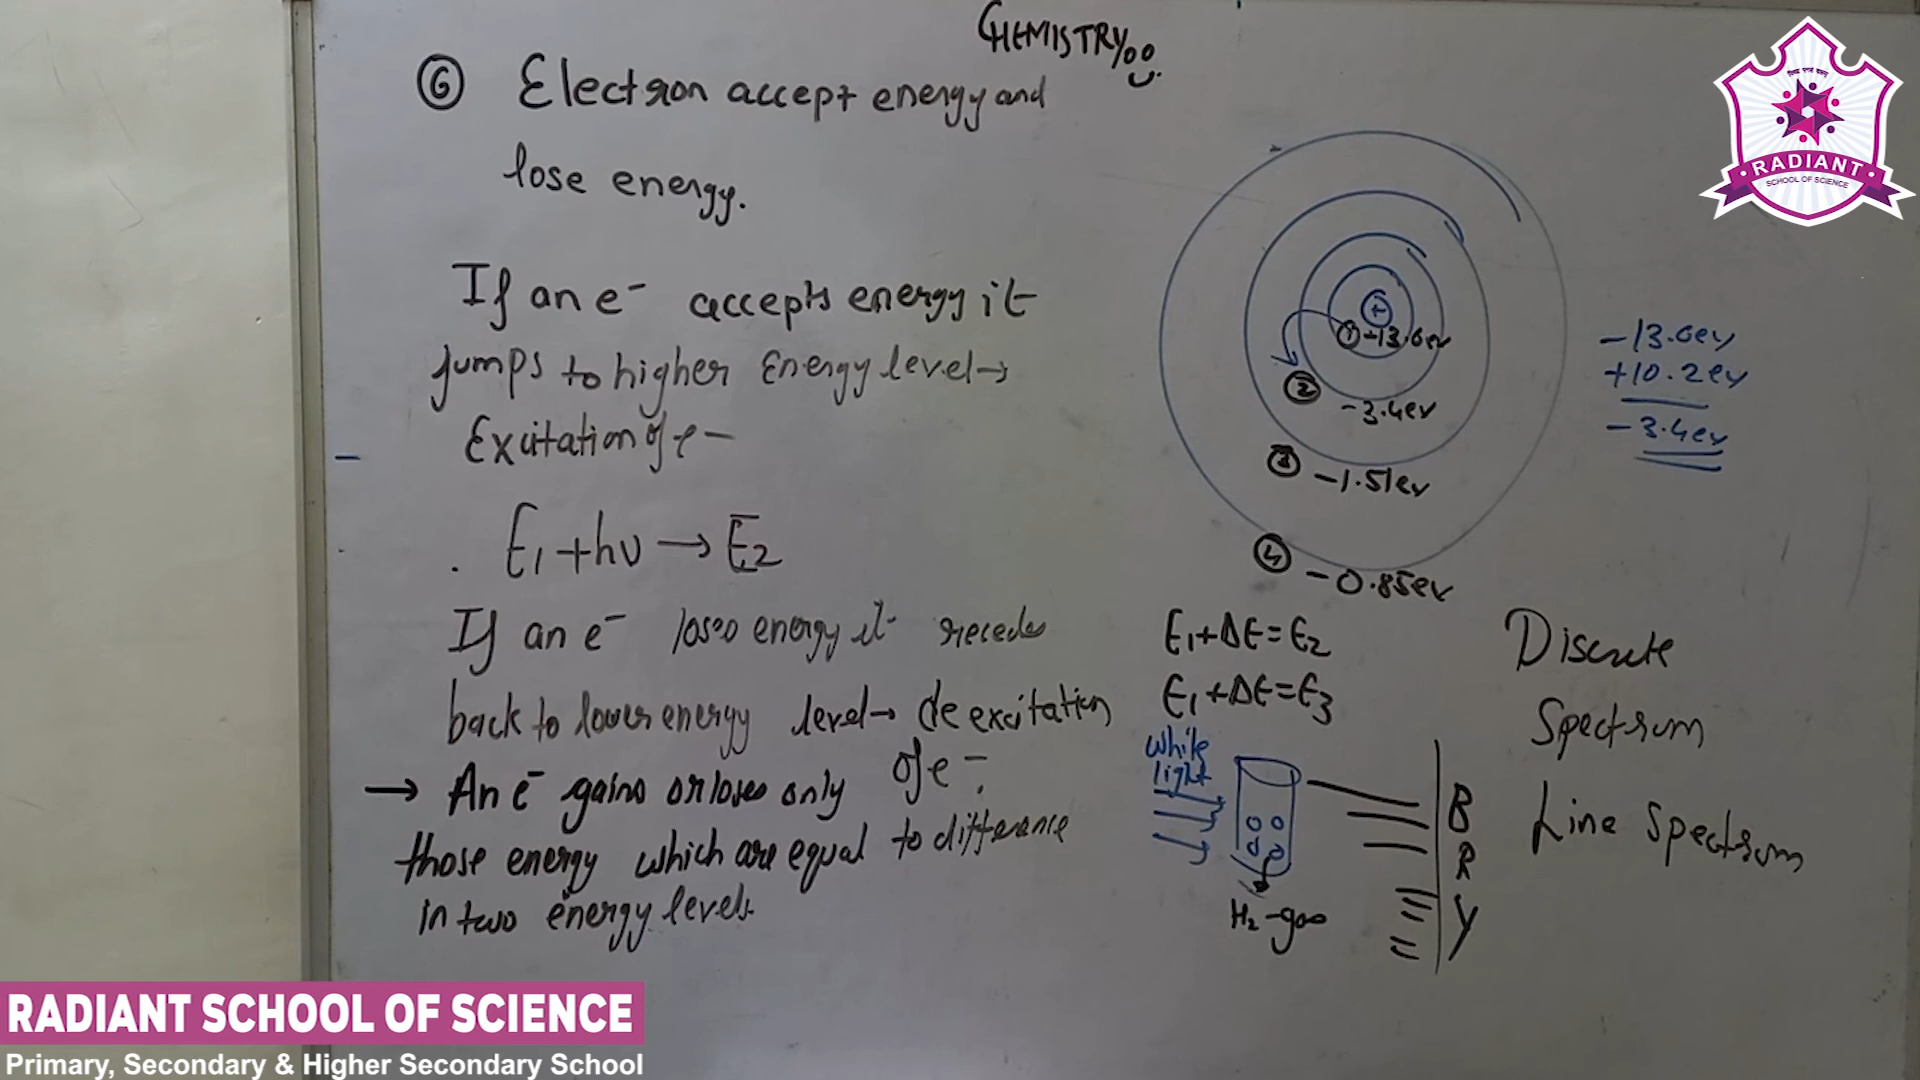 CHEMISTRY
⑥ Electron accept energy and
lose energy.
If an e⁻ accepts energy it
jumps to higher Energy level→
Excitation of e⁻
E₁+hν → E₂
If an e⁻ loses energy it recedes
back to lower energy level→ de excitation
of e⁻.
→ An e⁻ gains or loses only
those energy which are equal to difference
in two energy levels.
+
① -13.6ev
② -3.4ev
③ -1.51ev
④ -0.85ev
-13.6ev
+10.2ev
-3.4ev
E₁+ΔE=E₂
E₁+ΔE=E₃
White
light
H₂-gas
B
R
Y
Discrete
Spectrum
Line Spectrum
RADIANT
SCHOOL OF SCIENCE
RADIANT SCHOOL OF SCIENCE
Primary, Secondary & Higher Secondary School